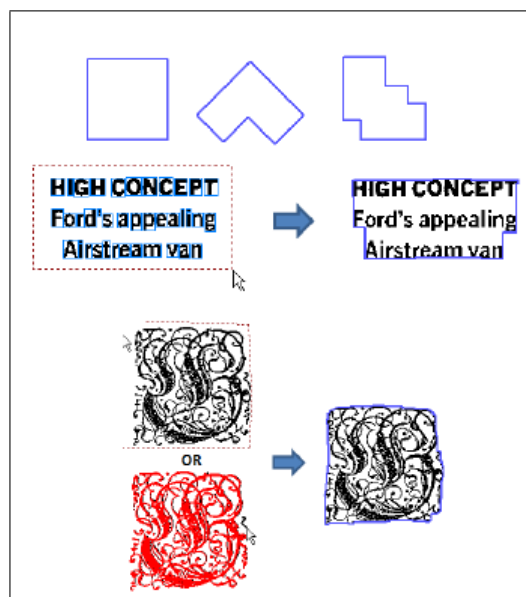 HIGH CONCEPT
Ford's appealing
Airstream van
HIGH CONCEPT
Ford's appealing
Airstream van
OR